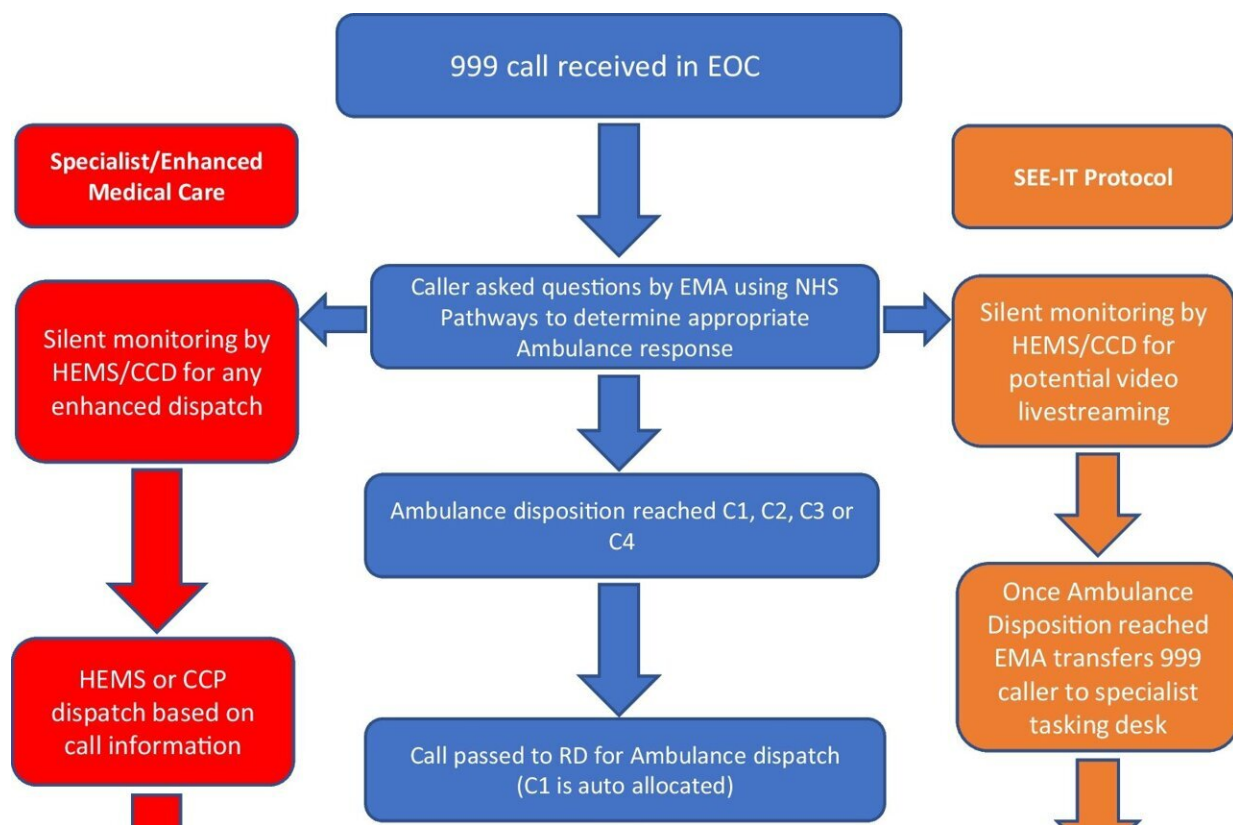 999 call received in EOC
Specialist/Enhanced
Medical Care
SEE-IT Protocol
Caller asked questions by EMA using NHS
Pathways to determine appropriate
Ambulance response
Silent monitoring by
HEMS/CCD for any
enhanced dispatch
Silent monitoring by
HEMS/CCD for
potential video
livestreaming
Ambulance disposition reached C1, C2, C3 or
C4
HEMS or CCP
dispatch based on
call information
Once Ambulance
Disposition reached
EMA transfers 999
caller to specialist
tasking desk
Call passed to RD for Ambulance dispatch
(C1 is auto allocated)